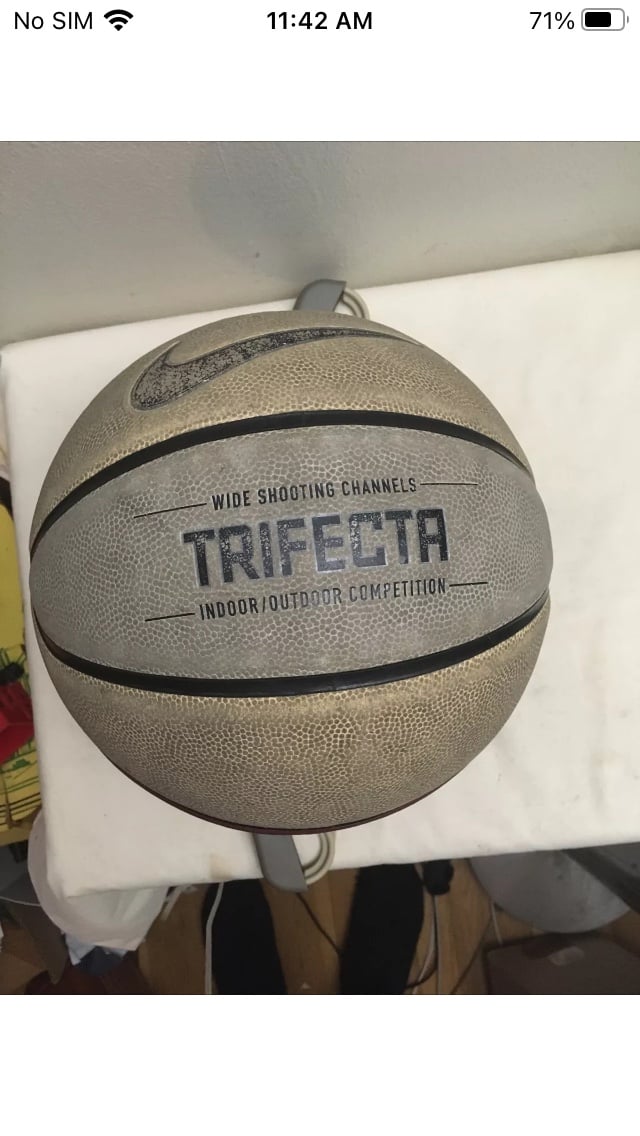 No SIM 11:42 AM 71%
WIDE SHOOTING CHANNELS
TRIFECTA
INDOOR/OUTDOOR COMPETITION